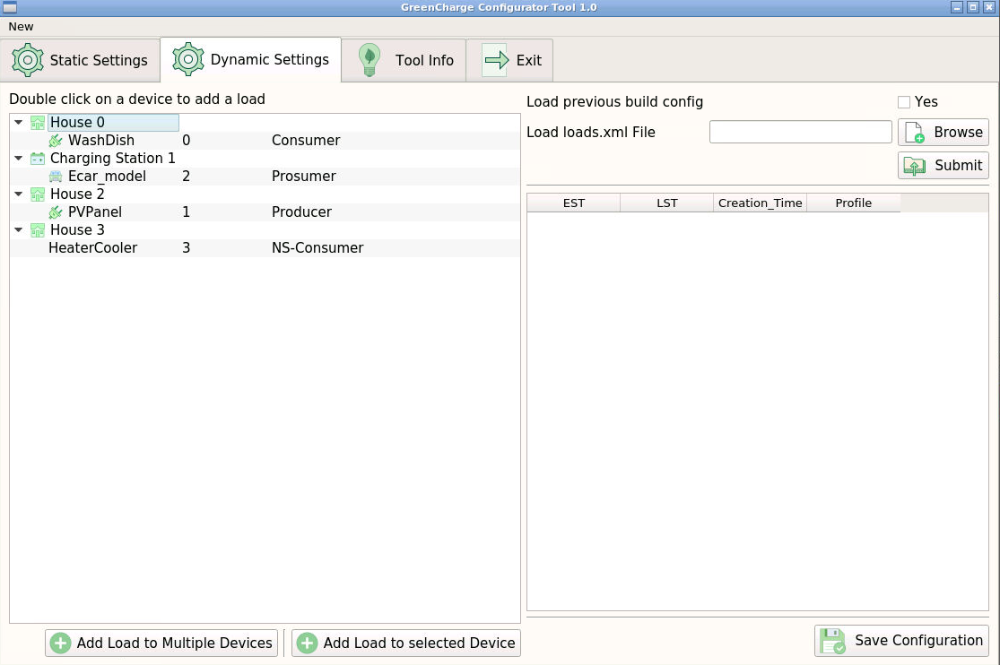 GreenCharge Configurator Tool 1.0
New
Static Settings
Dynamic Settings
Tool Info
Exit
Double click on a device to add a load
House 0
WashDish 0 Consumer
Charging Station 1
Ecar_model 2 Prosumer
House 2
PVPanel 1 Producer
House 3
HeaterCooler 3 NS-Consumer
Add Load to Multiple Devices
Add Load to selected Device
Load previous build config
Yes
Load loads.xml File
Browse
Submit
EST LST Creation_Time Profile
Save Configuration